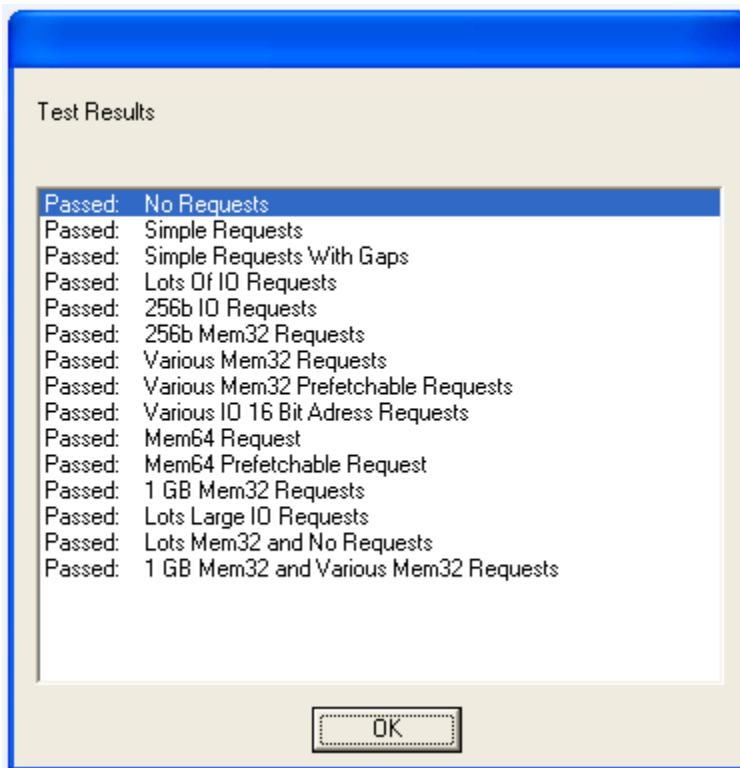 Test Results
Passed: No Requests
Passed: Simple Requests
Passed: Simple Requests With Gaps
Passed: Lots Of IO Requests
Passed: 256b IO Requests
Passed: 256b Mem32 Requests
Passed: Various Mem32 Requests
Passed: Various Mem32 Prefetchable Requests
Passed: Various IO 16 Bit Adress Requests
Passed: Mem64 Request
Passed: Mem64 Prefetchable Request
Passed: 1 GB Mem32 Requests
Passed: Lots Large IO Requests
Passed: Lots Mem32 and No Requests
Passed: 1 GB Mem32 and Various Mem32 Requests
OK